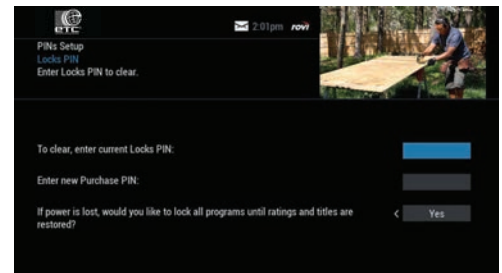 etc
2:01pm rovi
PINs Setup
Locks PIN
Enter Locks PIN to clear.
To clear, enter current Locks PIN:
Enter new Purchase PIN:
If power is lost, would you like to lock all programs until ratings and titles are
restored?
< Yes